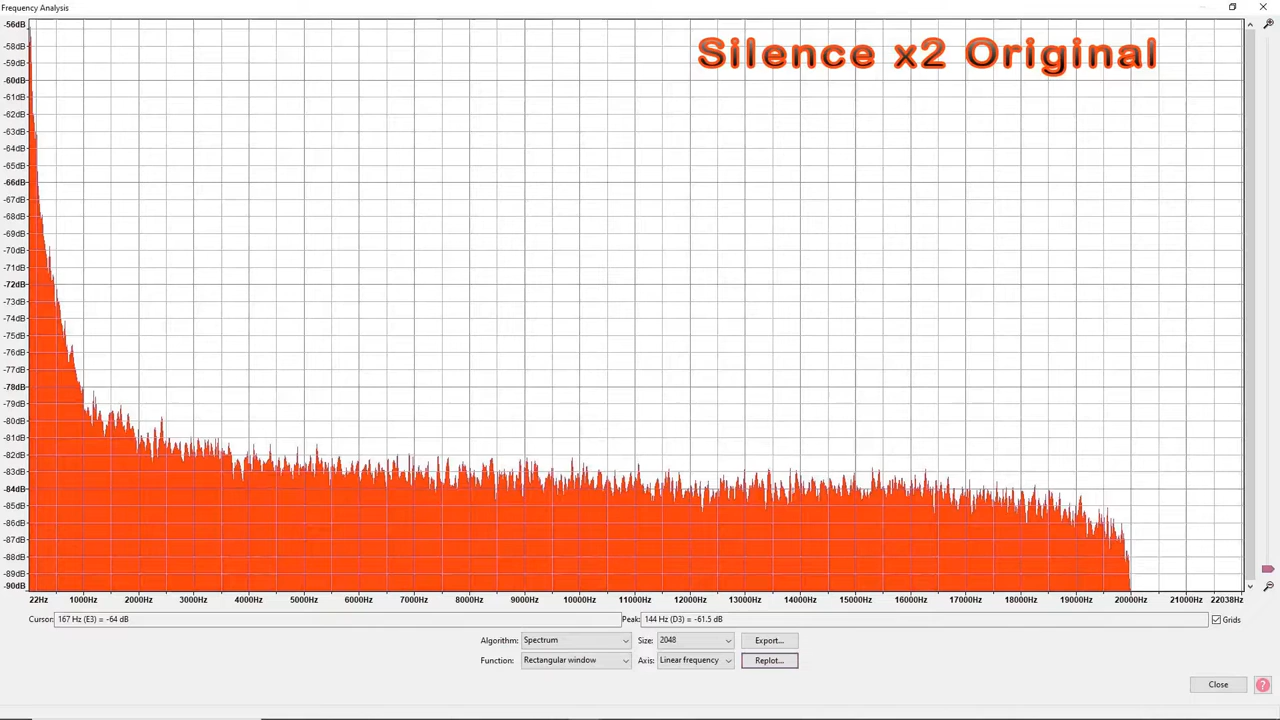 Frequency Analysis
Silence x2 Original
-56dB
-58dB
-59dB
-60dB
-61dB
-62dB
-63dB
-64dB
-65dB
-66dB
-67dB
-68dB
-69dB
-70dB
-71dB
-72dB
-73dB
-74dB
-75dB
-76dB
-77dB
-78dB
-79dB
-80dB
-81dB
-82dB
-83dB
-84dB
-85dB
-86dB
-87dB
-88dB
-89dB
-90dB
22Hz 1000Hz 2000Hz 3000Hz 4000Hz 5000Hz 6000Hz 7000Hz 8000Hz 9000Hz 10000Hz 11000Hz 12000Hz 13000Hz 14000Hz 15000Hz 16000Hz 17000Hz 18000Hz 19000Hz 20000Hz 21000Hz 22038Hz
Cursor: 167 Hz (E3) = -64 dB Peak: 144 Hz (D3) = -61.5 dB Grids
Algorithm: Spectrum Size: 2048 Export...
Function: Rectangular window Axis: Linear frequency Replot...
Close ?